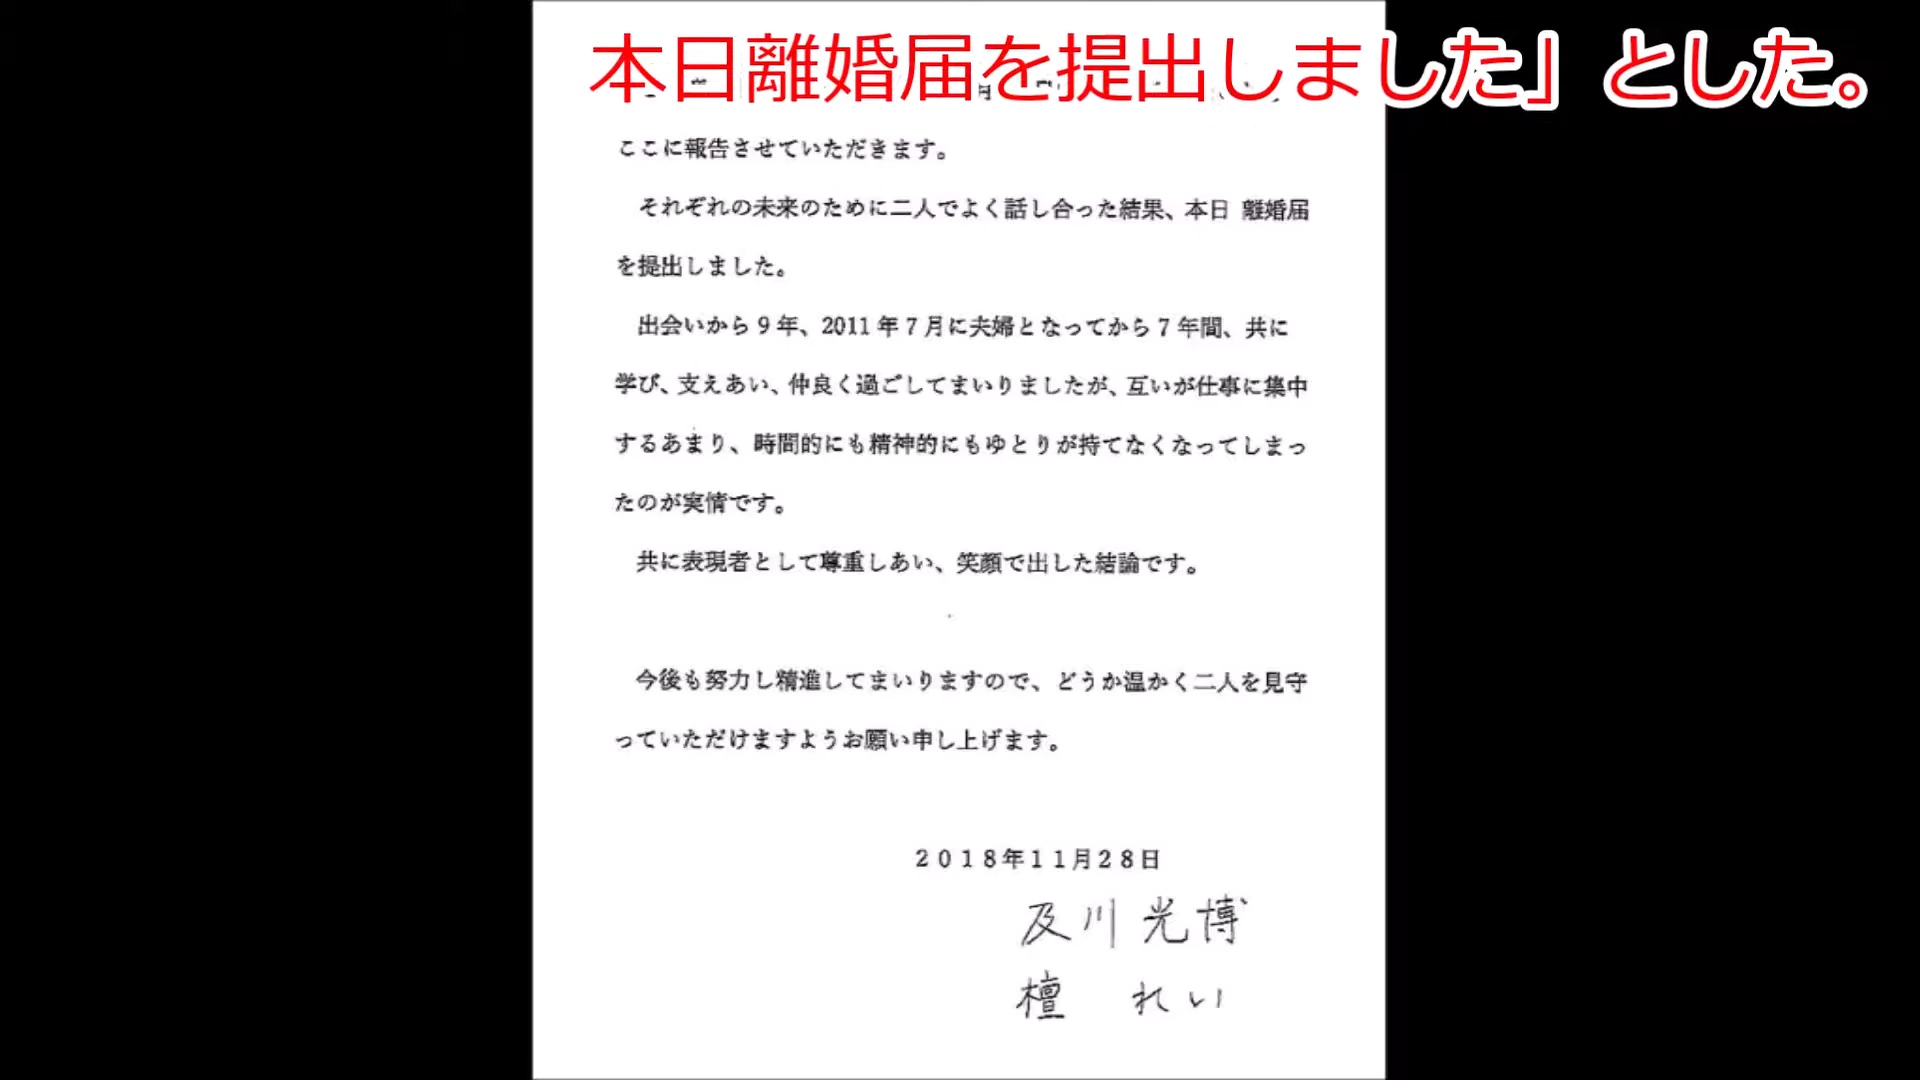 本日離婚届を提出しました」とした。
ここに報告させていただきます。
それぞれの未来のために二人でよく話し合った結果、本日 離婚届
を提出しました。
出会いから9年、2011年7月に夫婦となってから7年間、共に
学び、支えあい、仲良く過ごしてまいりましたが、互いが仕事に集中
するあまり、時間的にも精神的にもゆとりが持てなくなってしまっ
たのが実情です。
共に表現者として尊重しあい、笑顔で出した結論です。
今後も努力し精進してまいりますので、どうか温かく二人を見守
っていただけますようお願い申し上げます。
2018年11月28日
及川光博
檀 れい